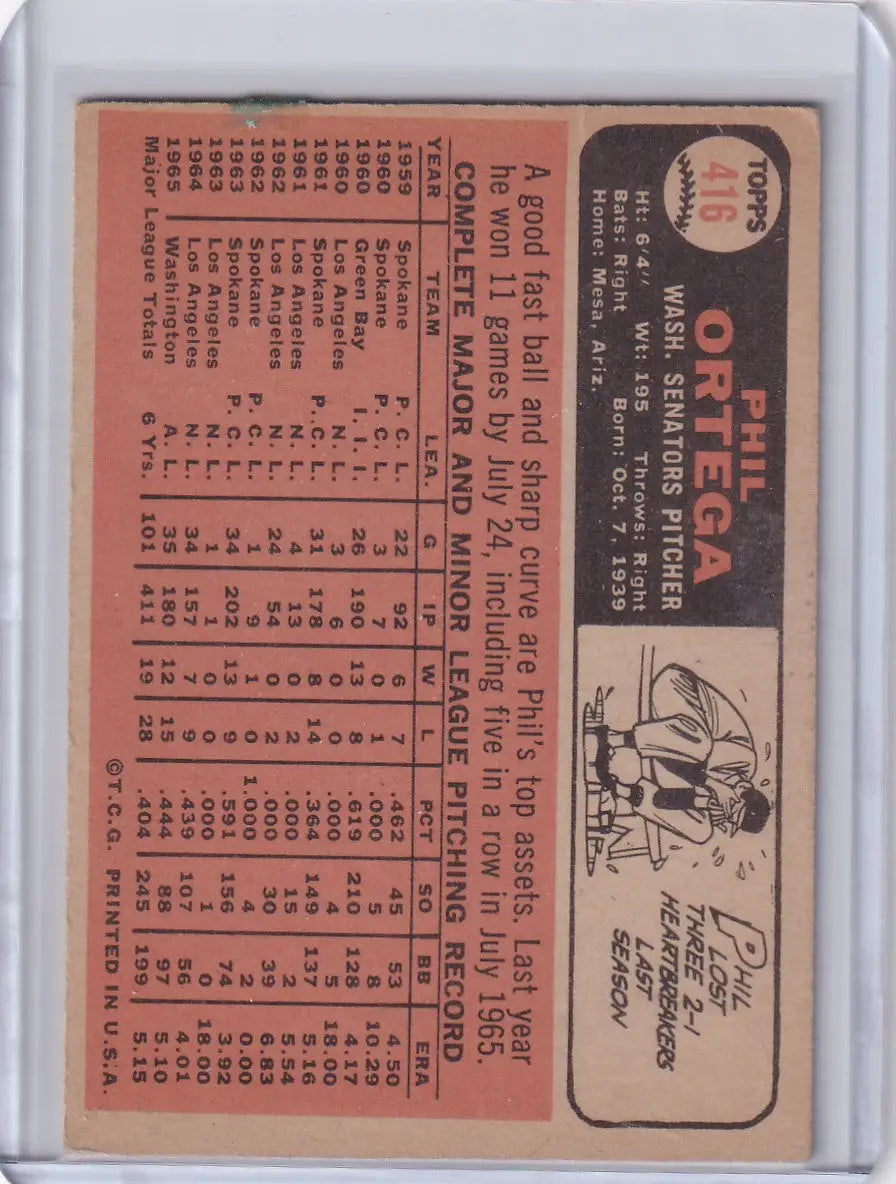 TOPPS
416
PHIL
ORTEGA
WASH. SENATORS PITCHER
Ht: 6'4" Wt: 195 Throws: Right
Bats: Right Born: Oct. 7, 1939
Home: Mesa, Ariz.
PHIL
LOST
THREE 2-1
HEARTBREAKERS
LAST
SEASON
A good fast ball and sharp curve are Phil's top assets. Last year
he won 11 games by July 24, including five in a row in July 1965.
COMPLETE MAJOR AND MINOR LEAGUE PITCHING RECORD
YEAR TEAM LEA. G IP W L PCT SO BB ERA
1959 Spokane P. C. L. 22 92 6 7 .462 45 53 4.50
1960 Spokane P. C. L. 3 7 0 1 .000 5 8 10.29
1960 Green Bay I. I. I. 26 190 13 8 .619 210 128 4.17
1960 Los Angeles N. L. 3 6 0 0 .000 4 5 18.00
1961 Spokane P. C. L. 31 178 8 14 .364 149 137 5.16
1961 Los Angeles N. L. 4 13 0 2 .000 15 2 5.54
1962 Los Angeles N. L. 24 54 0 2 .000 30 39 6.83
1962 Spokane P. C. L. 1 9 1 0 1.000 4 2 0.00
1963 Spokane P. C. L. 34 202 13 9 .591 156 74 3.92
1963 Los Angeles N. L. 1 1 0 0 .000 1 0 18.00
1964 Los Angeles N. L. 34 157 7 9 .439 107 56 4.01
1965 Washington A. L. 35 180 12 15 .444 88 97 5.10
Major League Totals 6 Yrs. 101 411 19 28 .404 245 199 5.15
©T.C.G. PRINTED IN U.S.A.